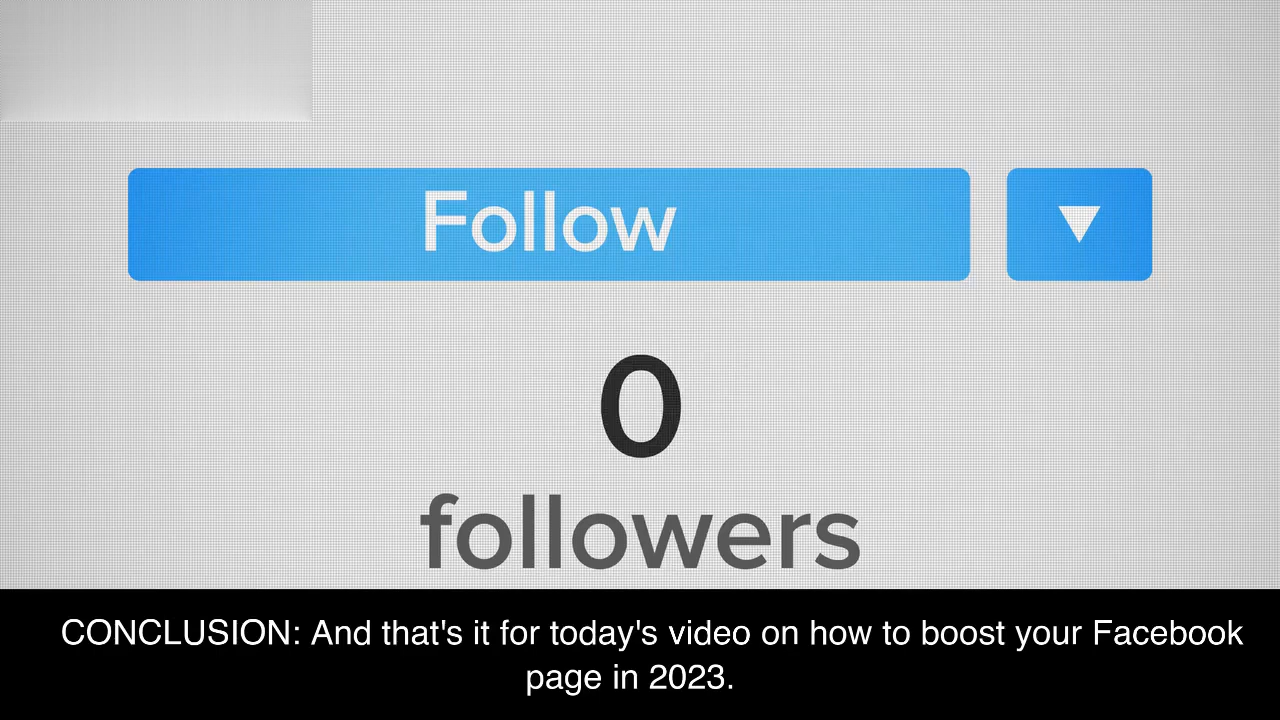 Follow
0
followers
CONCLUSION: And that's it for today's video on how to boost your Facebook
page in 2023.